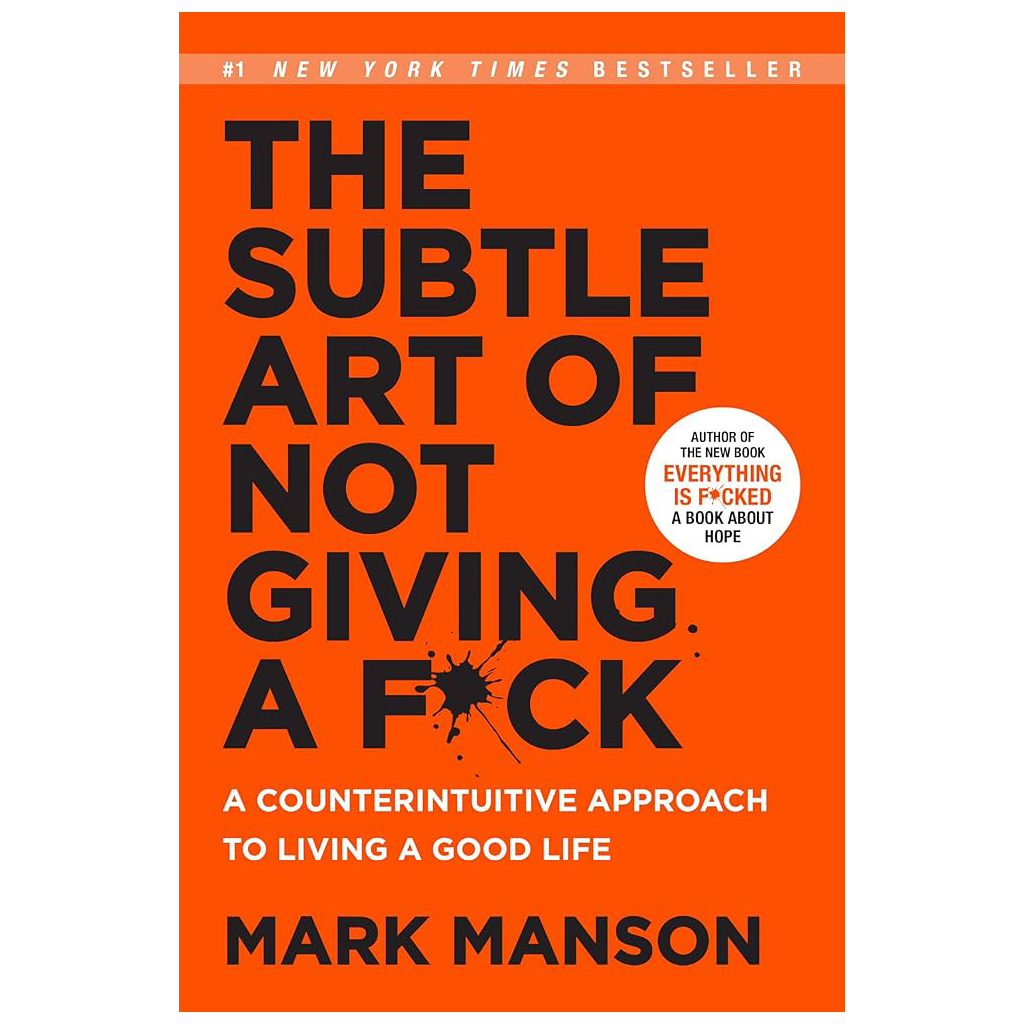 #1 NEW YORK TIMES BESTSELLER
THE
SUBTLE
ART OF
NOT
GIVING
A F*CK
AUTHOR OF
THE NEW BOOK
EVERYTHING
IS F*CKED
A BOOK ABOUT
HOPE
A COUNTERINTUITIVE APPROACH
TO LIVING A GOOD LIFE
MARK MANSON